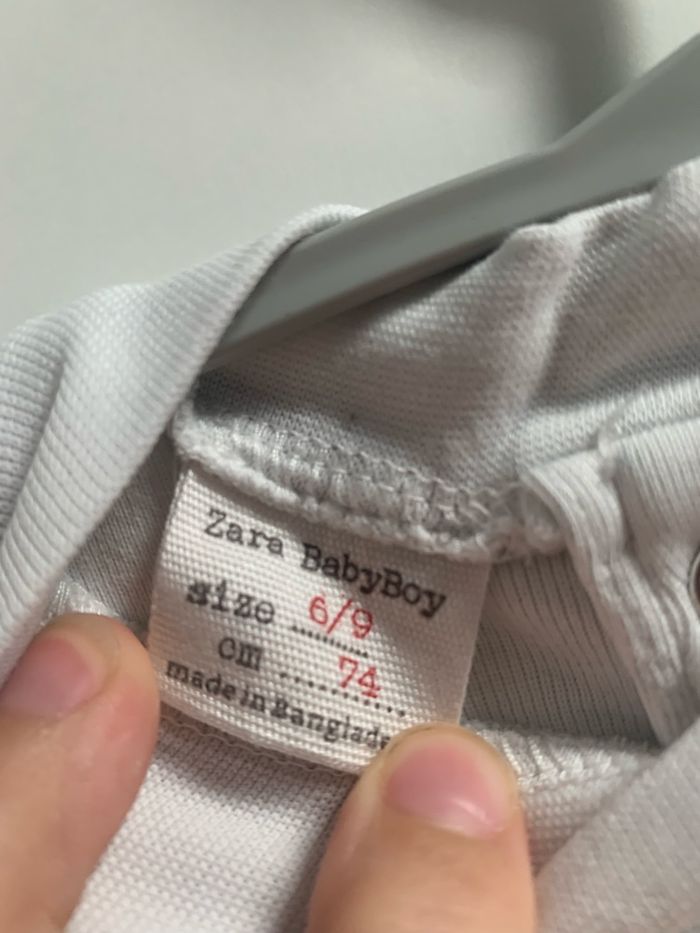 Zara BabyBoy
size 6/9
cm 74
made in Banglade